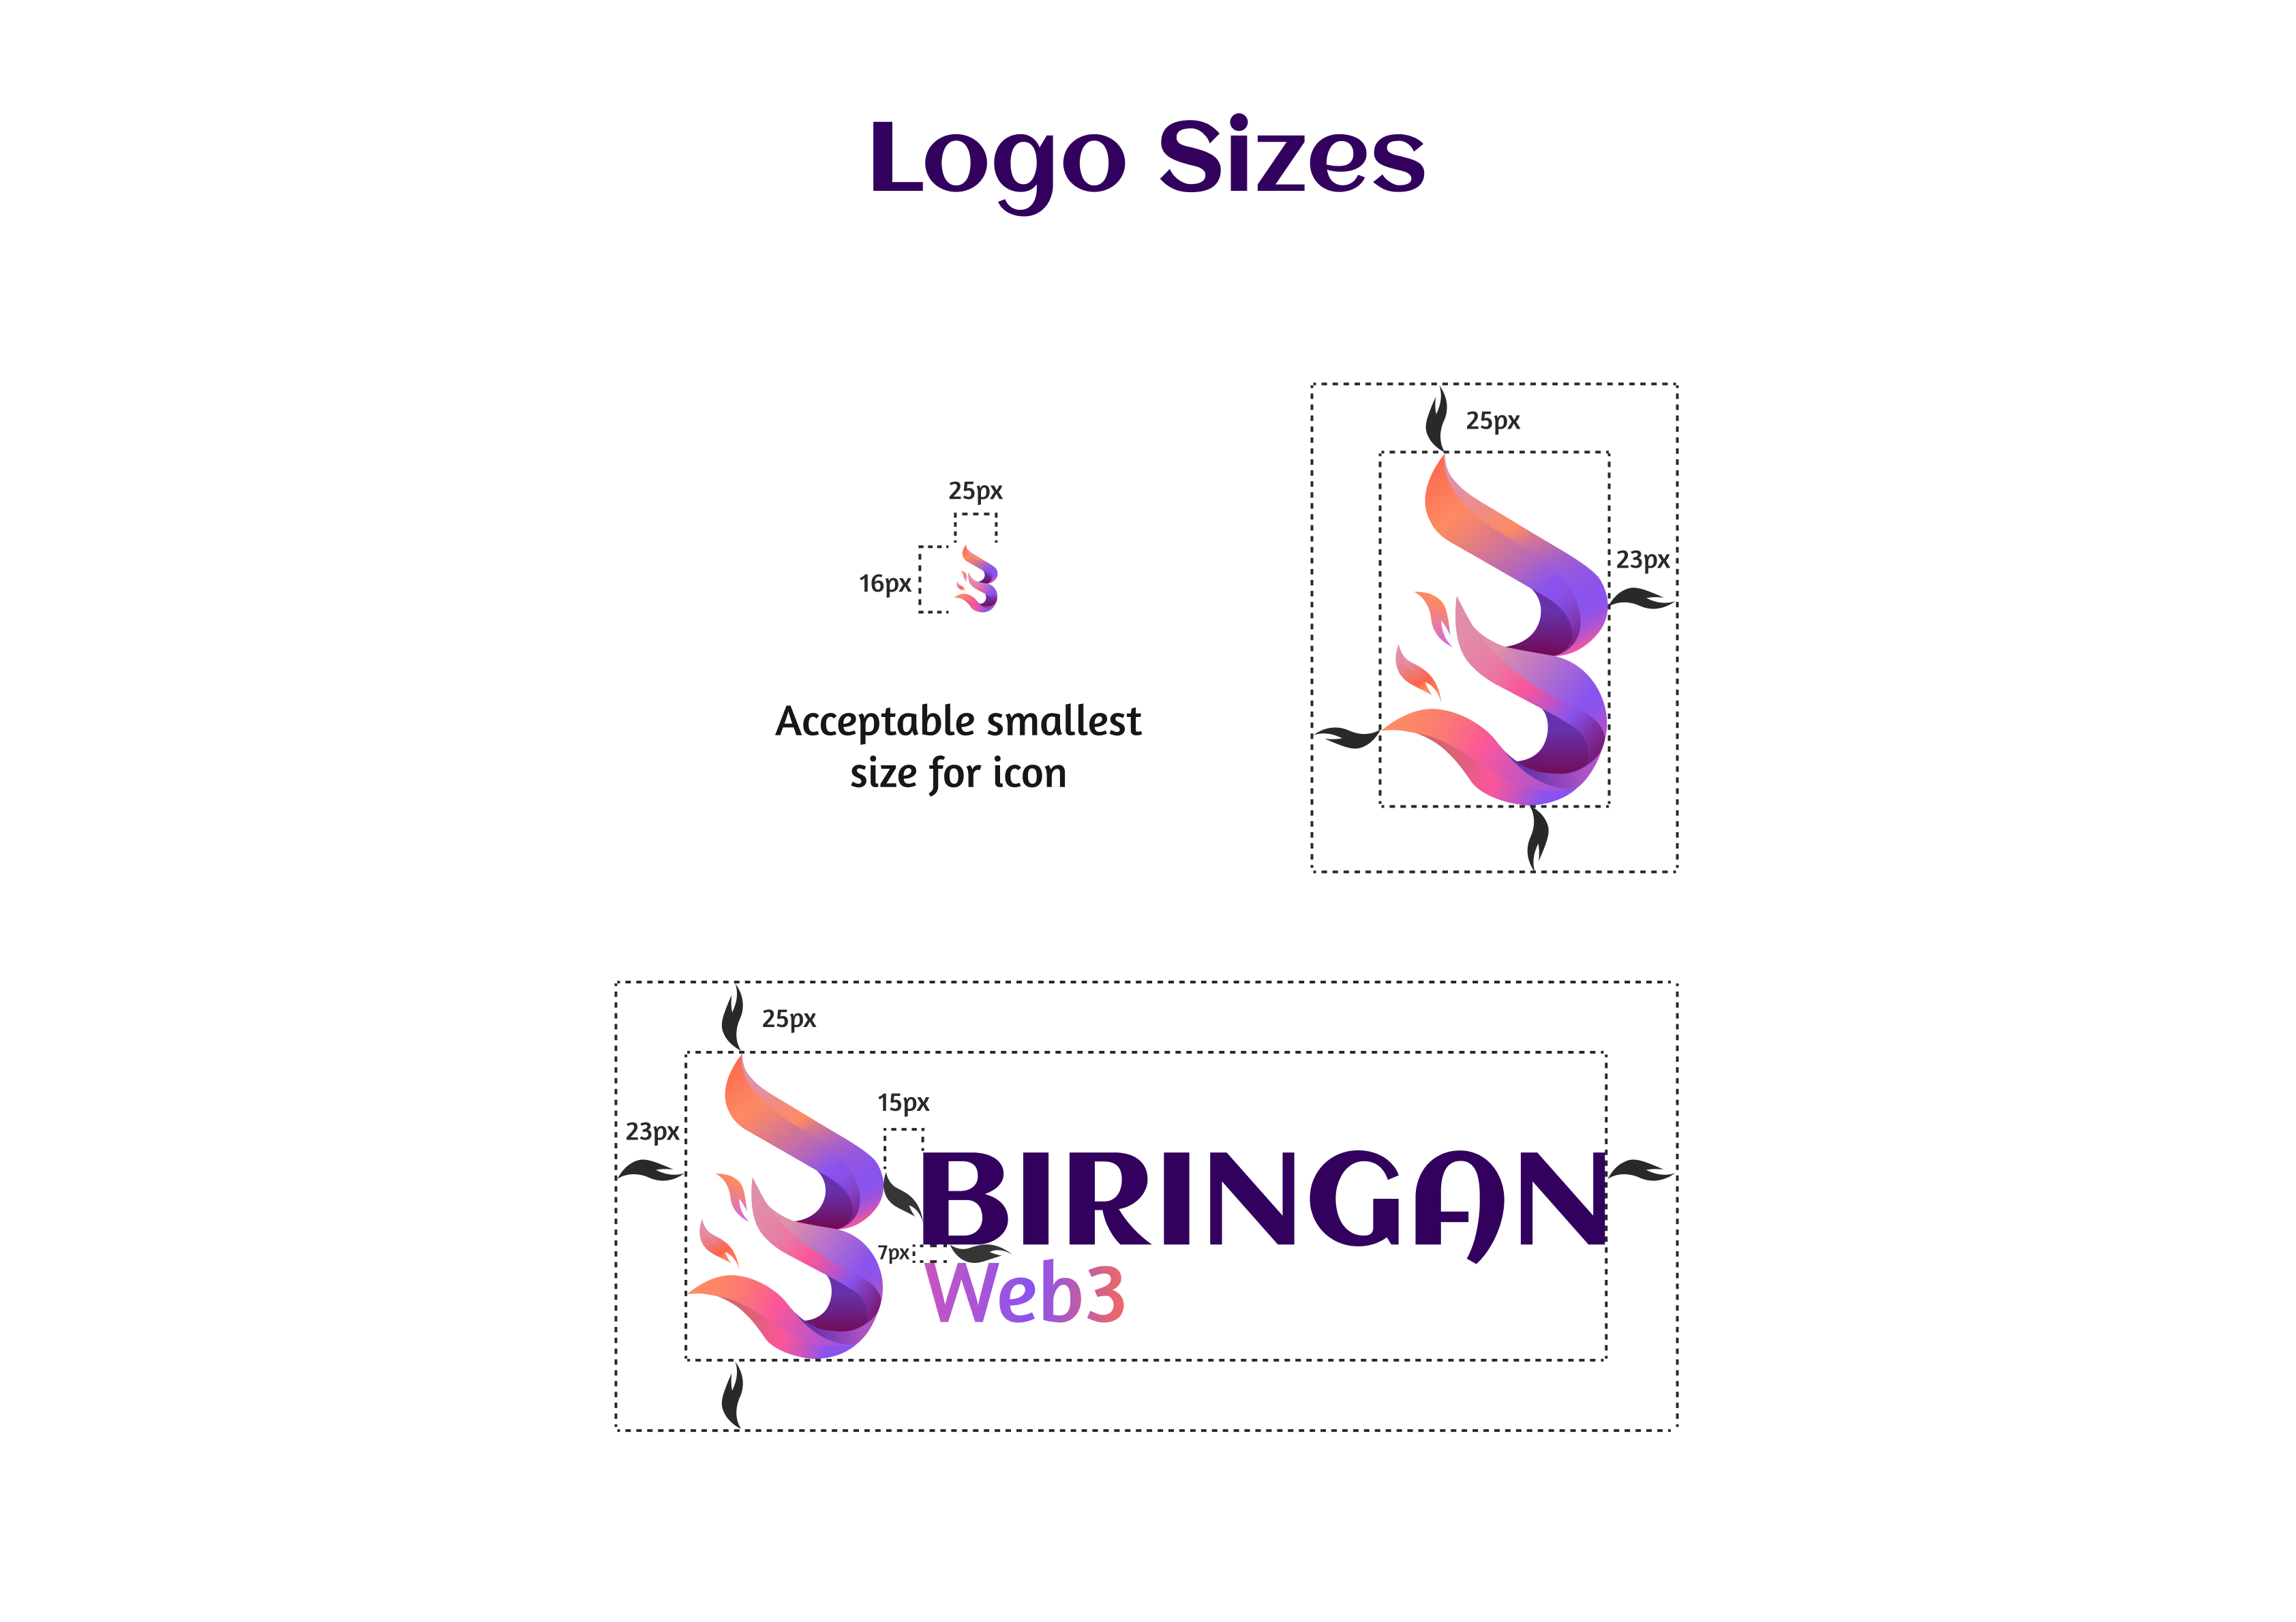 Logo Sizes
25px
16px
Acceptable smallest
size for icon
25px
23px
25px
23px
15px
BIRINGAN
7px
Web3